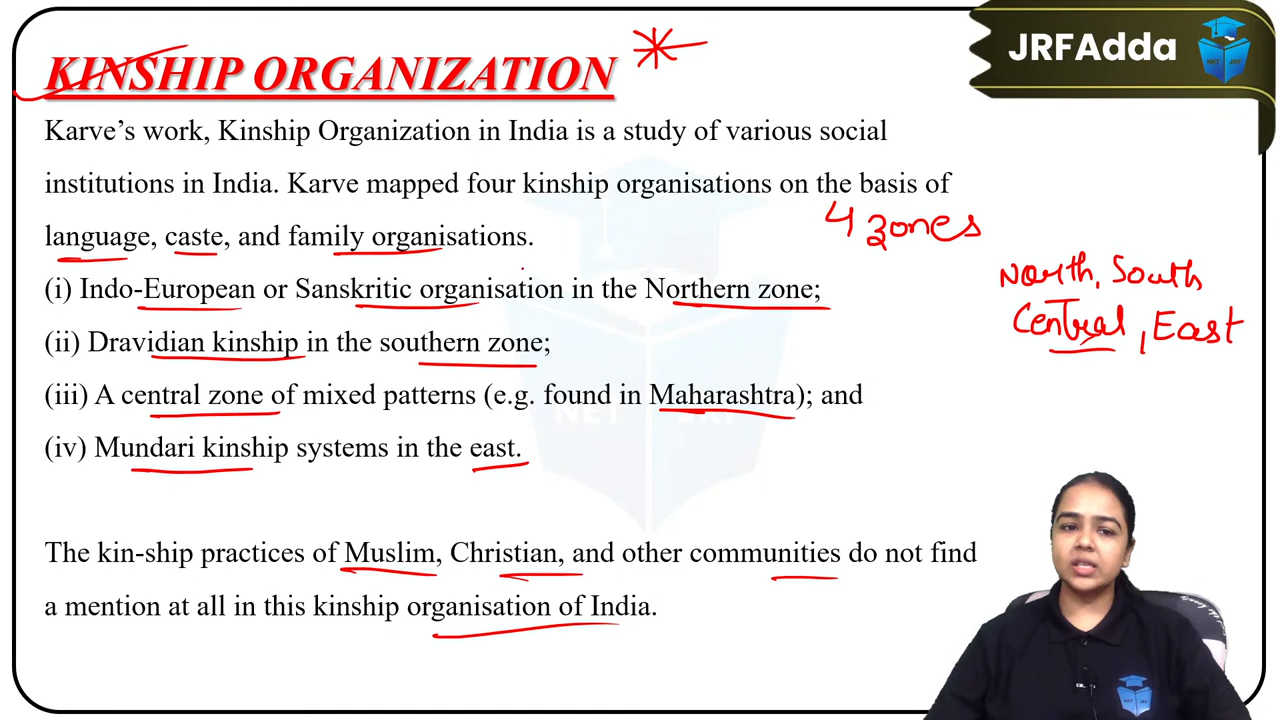 KINSHIP ORGANIZATION
JRFAdda
NET JRF
Karve's work, Kinship Organization in India is a study of various social
institutions in India. Karve mapped four kinship organisations on the basis of
language, caste, and family organisations.
4 zones
(i) Indo-European or Sanskritic organisation in the Northern zone;
North, South
Central, East
(ii) Dravidian kinship in the southern zone;
(iii) A central zone of mixed patterns (e.g. found in Maharashtra); and
NET JRF
(iv) Mundari kinship systems in the east.
The kin-ship practices of Muslim, Christian, and other communities do not find
a mention at all in this kinship organisation of India.